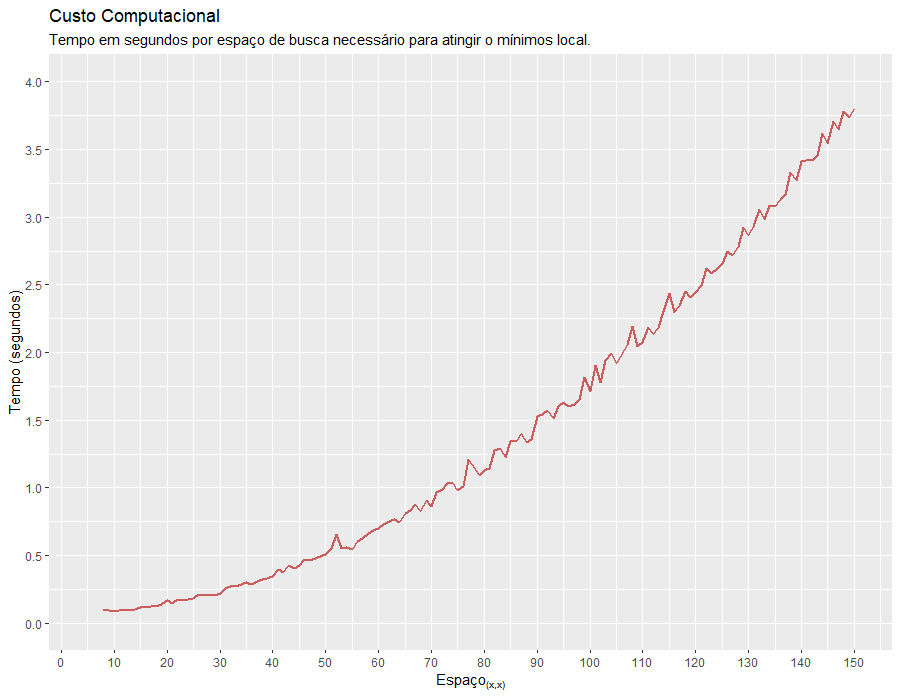 Custo Computacional
Tempo em segundos por espaço de busca necessário para atingir o mínimos local.
Tempo (segundos)
4.0
3.5
3.0
2.5
2.0
1.5
1.0
0.5
0.0
0 10 20 30 40 50 60 70 80 90 100 110 120 130 140 150
Espaço(x,x)